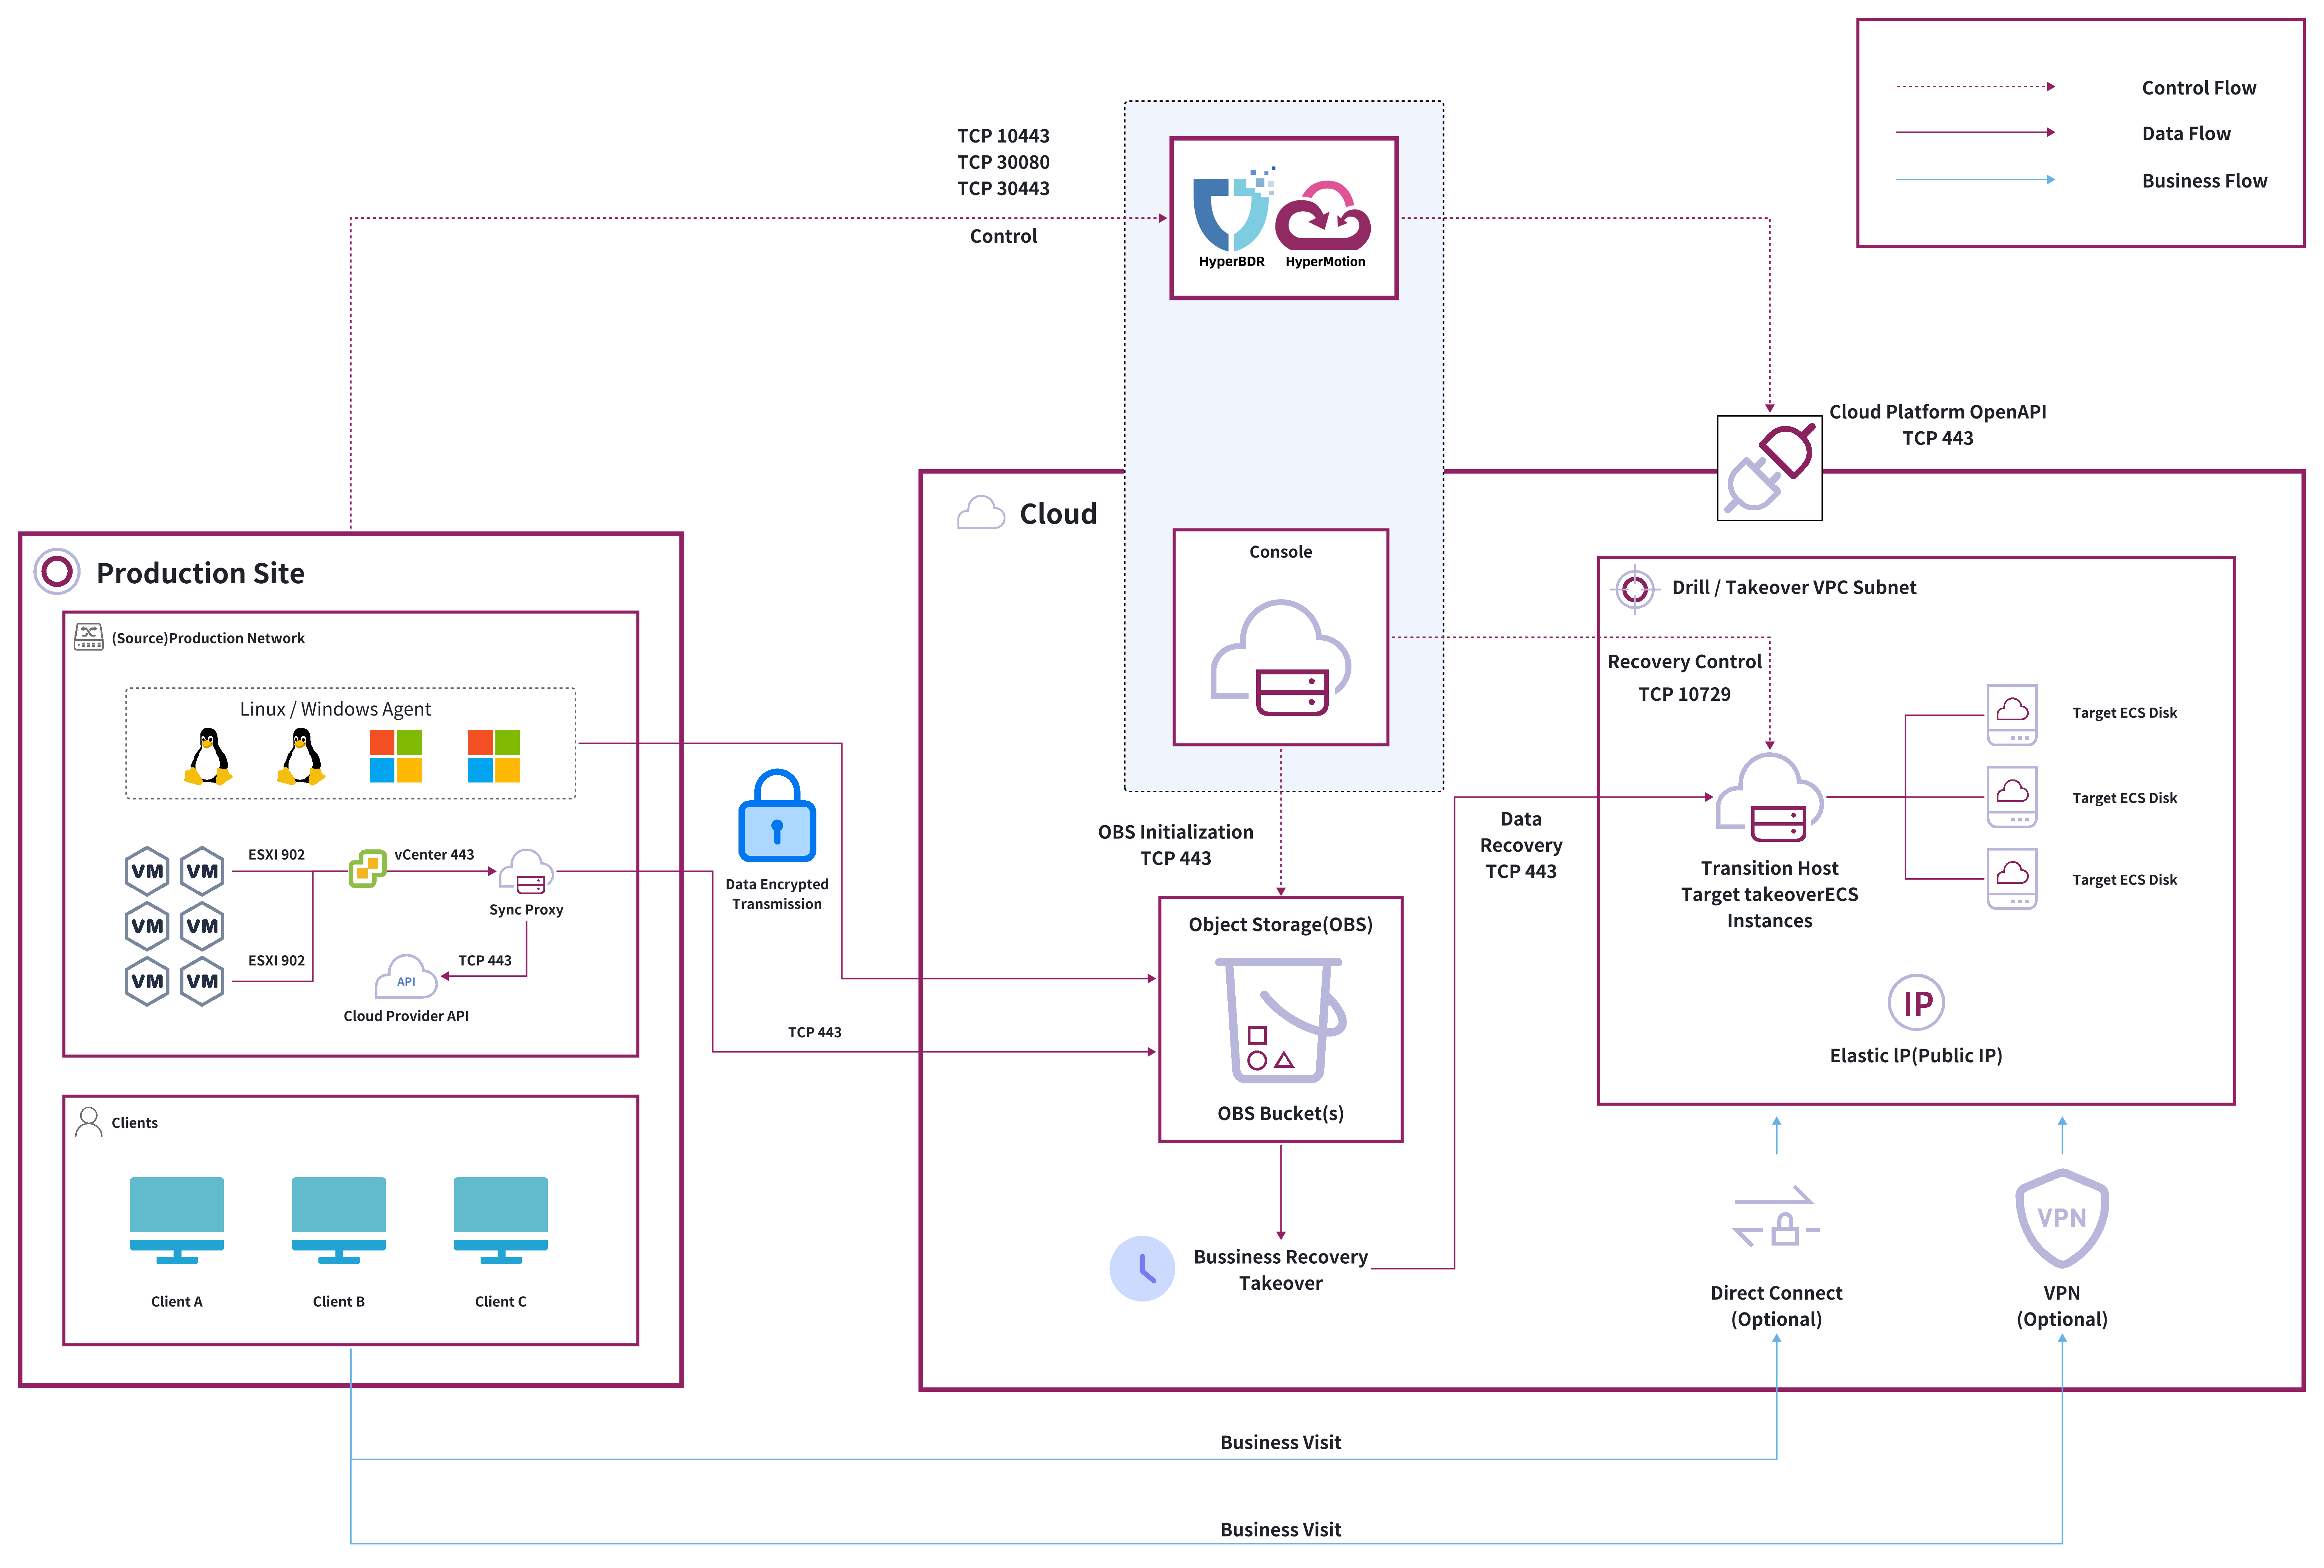 Control Flow
Data Flow
Business Flow
TCP 10443
TCP 30080
TCP 30443
Control
HyperBDR
HyperMotion
Cloud Platform OpenAPI
TCP 443
Cloud
Console
Production Site
(Source)Production Network
Linux / Windows Agent
VM
VM
ESXI 902
vCenter 443
Sync Proxy
VM
VM
ESXI 902
TCP 443
VM
VM
API
Cloud Provider API
Data Encrypted
Transmission
TCP 443
Clients
Client A
Client B
Client C
OBS Initialization
TCP 443
Object Storage(OBS)
OBS Bucket(s)
Bussiness Recovery
Takeover
Data
Recovery
TCP 443
Drill / Takeover VPC Subnet
Recovery Control
TCP 10729
Target ECS Disk
Target ECS Disk
Target ECS Disk
Transition Host
Target takeoverECS
Instances
IP
Elastic lP(Public IP)
Direct Connect
(Optional)
VPN
VPN
(Optional)
Business Visit
Business Visit